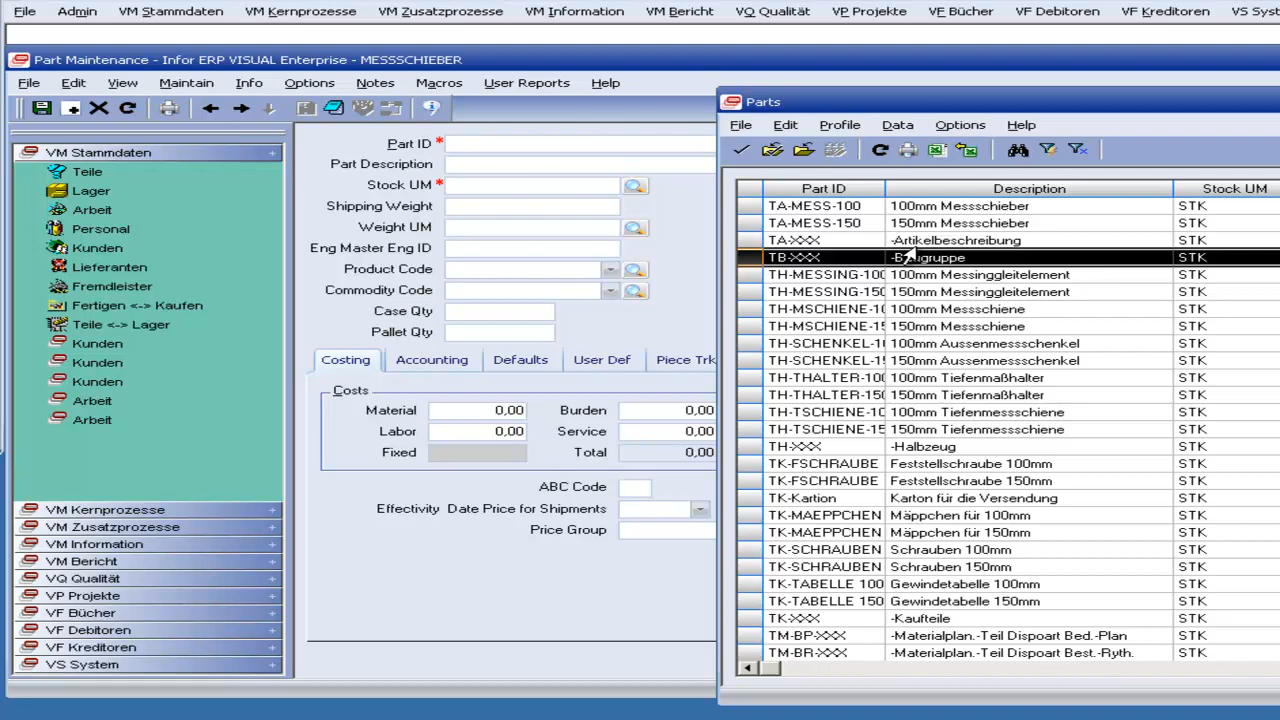 File Admin VM Stammdaten VM Kernprozesse VM Zusatzprozesse VM Information VM Bericht VQ Qualität VP Projekte VF Bücher VF Debitoren VF Kreditoren VS Syst
Part Maintenance - Infor ERP VISUAL Enterprise - MESSSCHIEBER
File Edit View Maintain Info Options Notes Macros User Reports Help
VM Stammdaten
Teile
Lager
Arbeit
Personal
Kunden
Lieferanten
Fremdleister
Fertigen <-> Kaufen
Teile <-> Lager
Kunden
Kunden
Kunden
Arbeit
Arbeit
VM Kernprozesse
VM Zusatzprozesse
VM Information
VM Bericht
VQ Qualität
VP Projekte
VF Bücher
VF Debitoren
VF Kreditoren
VS System
Part ID *
Part Description
Stock UM *
Shipping Weight
Weight UM
Eng Master Eng ID
Product Code
Commodity Code
Case Qty
Pallet Qty
Costing Accounting Defaults User Def Piece Trk
Costs
Material 0,00 Burden 0,00
Labor 0,00 Service 0,00
Fixed Total 0,00
ABC Code
Effectivity Date Price for Shipments
Price Group
Parts
File Edit Profile Data Options Help
Part ID Description Stock UM
TA-MESS-100 100mm Messschieber STK
TA-MESS-150 150mm Messschieber STK
TA-XXX -Artikelbeschreibung STK
TB-XXX STK
TH-MESSING-100 100mm Messinggleitelement STK
TH-MESSING-150 150mm Messinggleitelement STK
TH-MSCHIENE-10 100mm Messschiene STK
TH-MSCHIENE-15 150mm Messschiene STK
TH-SCHENKEL-10 100mm Aussenmessschenkel STK
TH-SCHENKEL-15 150mm Aussenmessschenkel STK
TH-THALTER-100 100mm Tiefenmaßhalter STK
TH-THALTER-150 150mm Tiefenmaßhalter STK
TH-TSCHIENE-10 100mm Tiefenmessschiene STK
TH-TSCHIENE-15 150mm Tiefenmessschiene STK
TH-XXX -Halbzeug STK
TK-FSCHRAUBE Feststellschraube 100mm STK
TK-FSCHRAUBE Feststellschraube 150mm STK
TK-Kartion Karton für die Versendung STK
TK-MAEPPCHEN Mäppchen für 100mm STK
TK-MAEPPCHEN Mäppchen für 150mm STK
TK-SCHRAUBEN Schrauben 100mm STK
TK-SCHRAUBEN Schrauben 150mm STK
TK-TABELLE 100 Gewindetabelle 100mm STK
TK-TABELLE 150 Gewindetabelle 150mm STK
TK-XXX -Kaufteile STK
TM-BP-XXX -Materialplan.-Teil Dispoart Bed.-Plan STK
TM-BR-XXX -Materialplan.-Teil Dispoart Best.-Ryth. STK